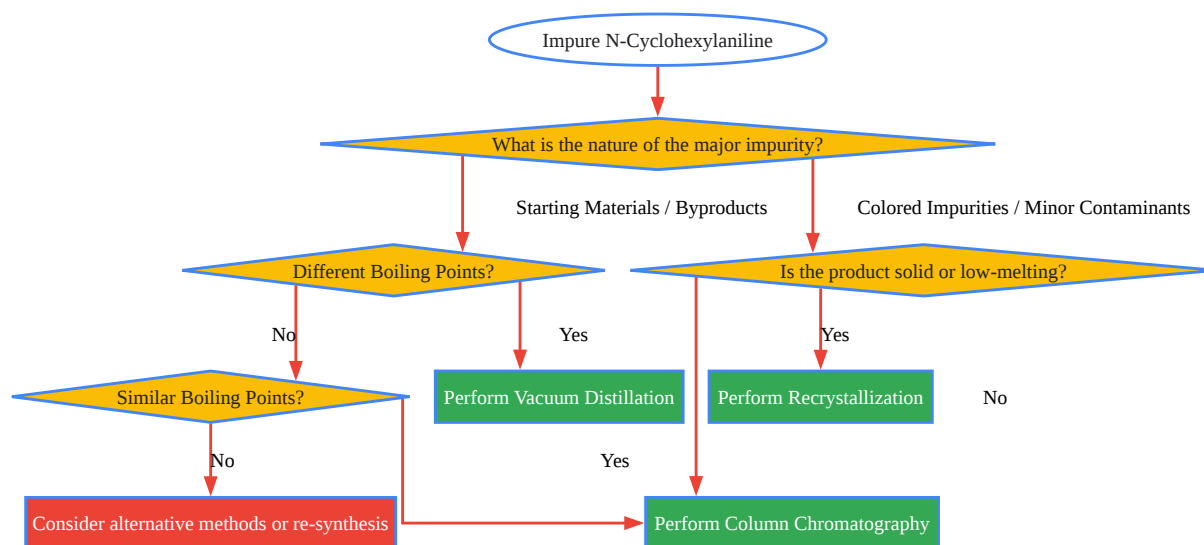 Impure N-Cyclohexylaniline
What is the nature of the major impurity?
Starting Materials / Byproducts
Colored Impurities / Minor Contaminants
Different Boiling Points?
Is the product solid or low-melting?
No
Yes
Yes
Similar Boiling Points?
Perform Vacuum Distillation
Perform Recrystallization
No
No
Yes
Consider alternative methods or re-synthesis
Perform Column Chromatography